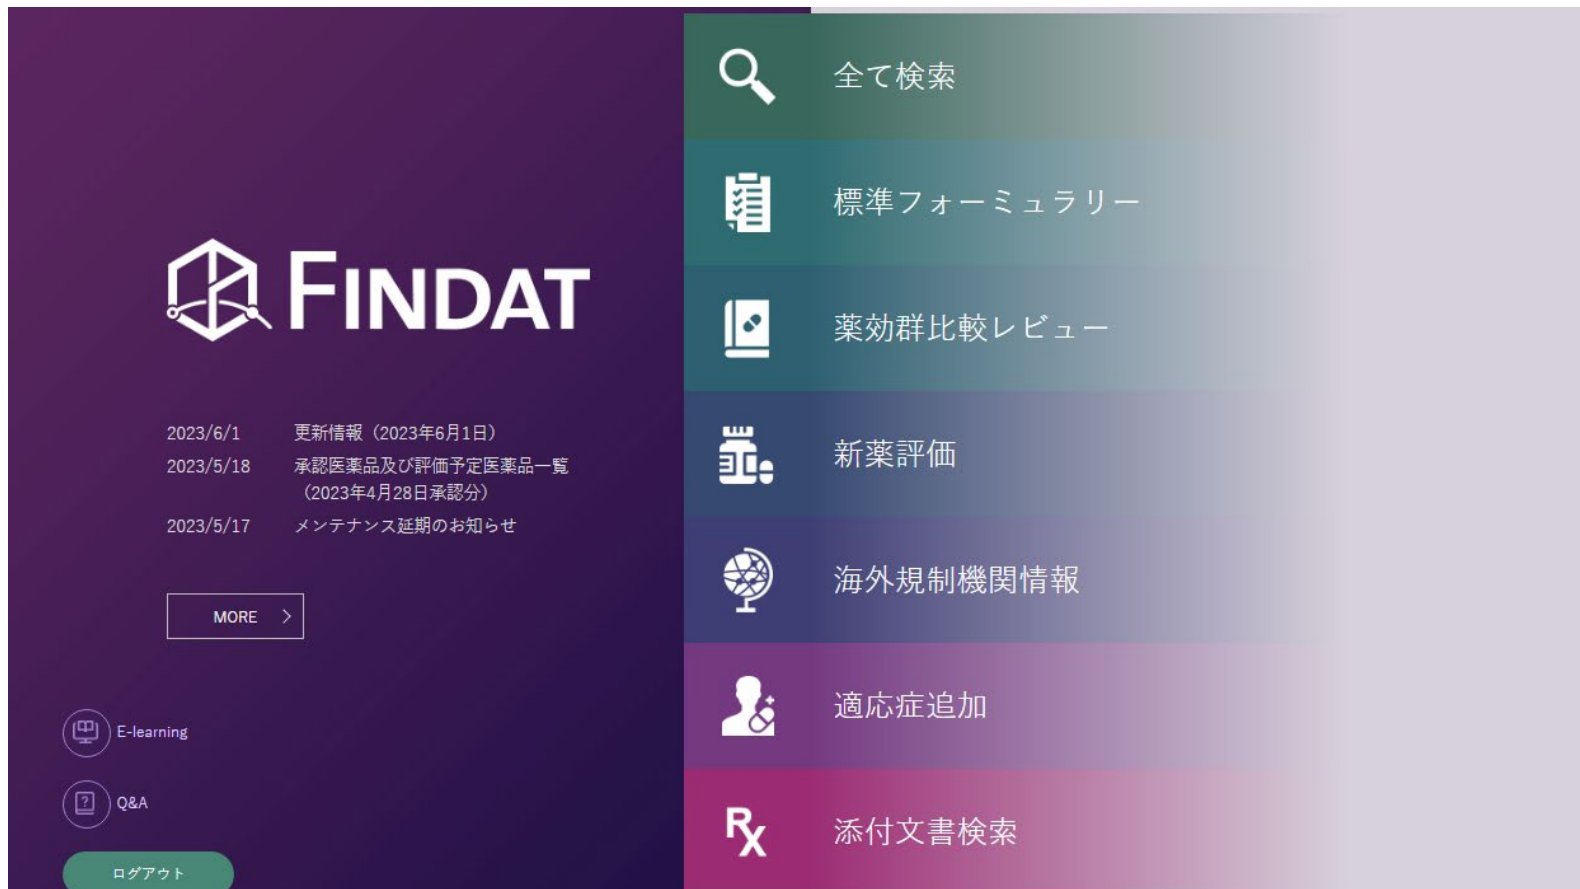 FINDAT
2023/6/1 更新情報（2023年6月1日）
2023/5/18 承認医薬品及び評価予定医薬品一覧
（2023年4月28日承認分）
2023/5/17 メンテナンス延期のお知らせ
MORE
E-learning
Q&A
ログアウト
全て検索
標準フォーミュラリー
薬効群比較レビュー
新薬評価
海外規制機関情報
適応症追加
Rx 添付文書検索